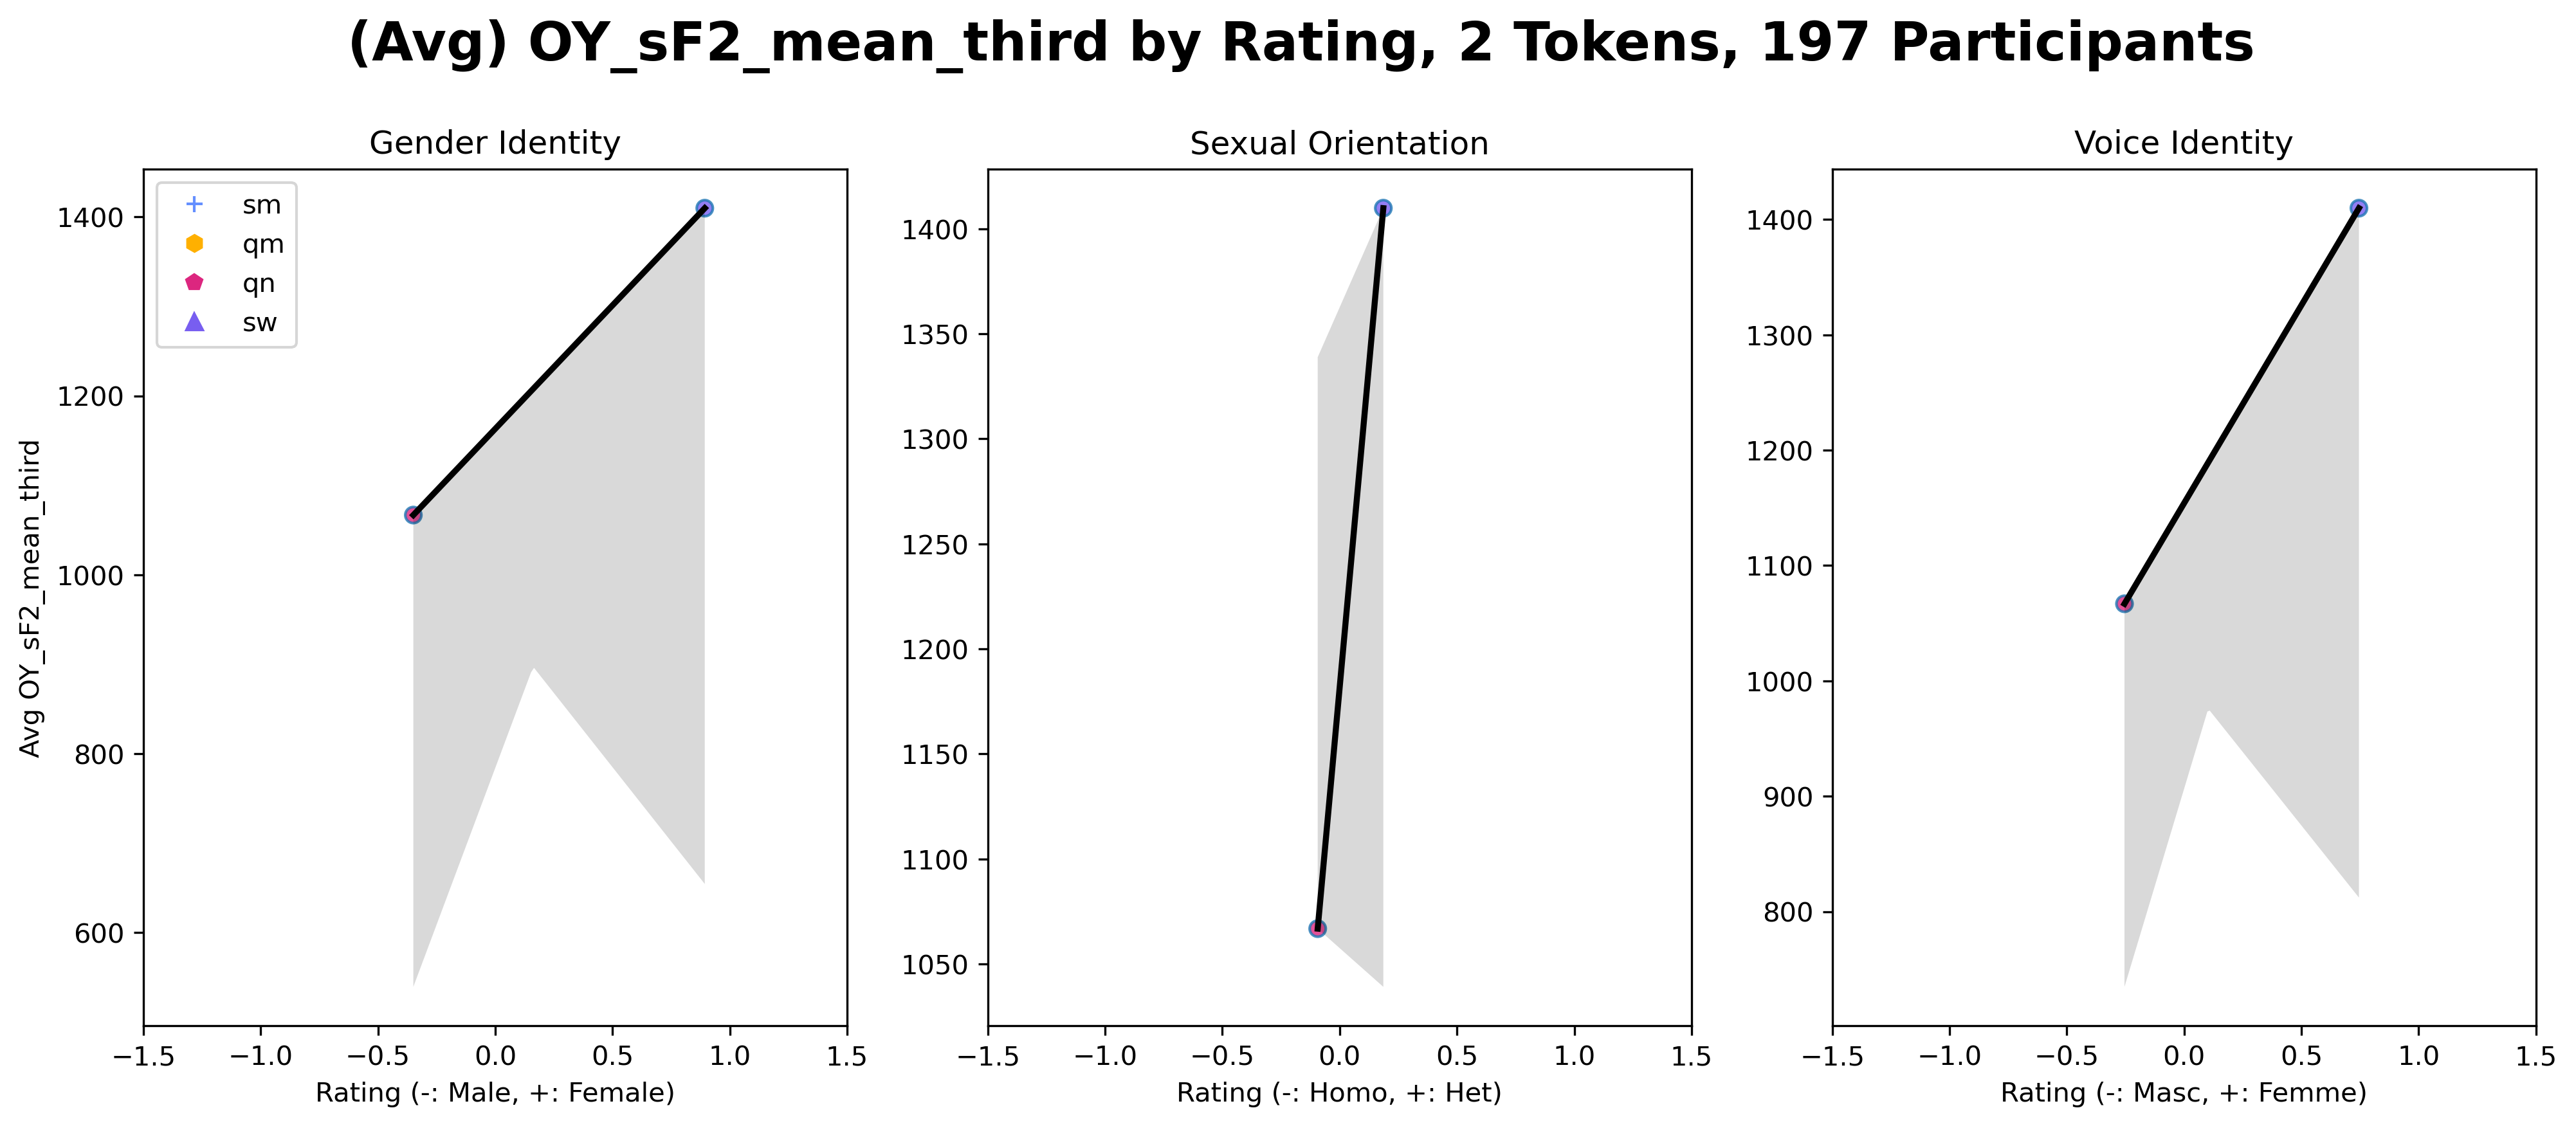 (Avg) OY_sF2_mean_third by Rating, 2 Tokens, 197 Participants
Gender Identity
sm
qm
qn
sw
Avg OY_sF2_mean_third
1400
1200
1000
800
600
−1.5 −1.0 −0.5 0.0 0.5 1.0 1.5
Rating (-: Male, +: Female)
Sexual Orientation
1400
1350
1300
1250
1200
1150
1100
1050
−1.5 −1.0 −0.5 0.0 0.5 1.0 1.5
Rating (-: Homo, +: Het)
Voice Identity
1400
1300
1200
1100
1000
900
800
−1.5 −1.0 −0.5 0.0 0.5 1.0 1.5
Rating (-: Masc, +: Femme)